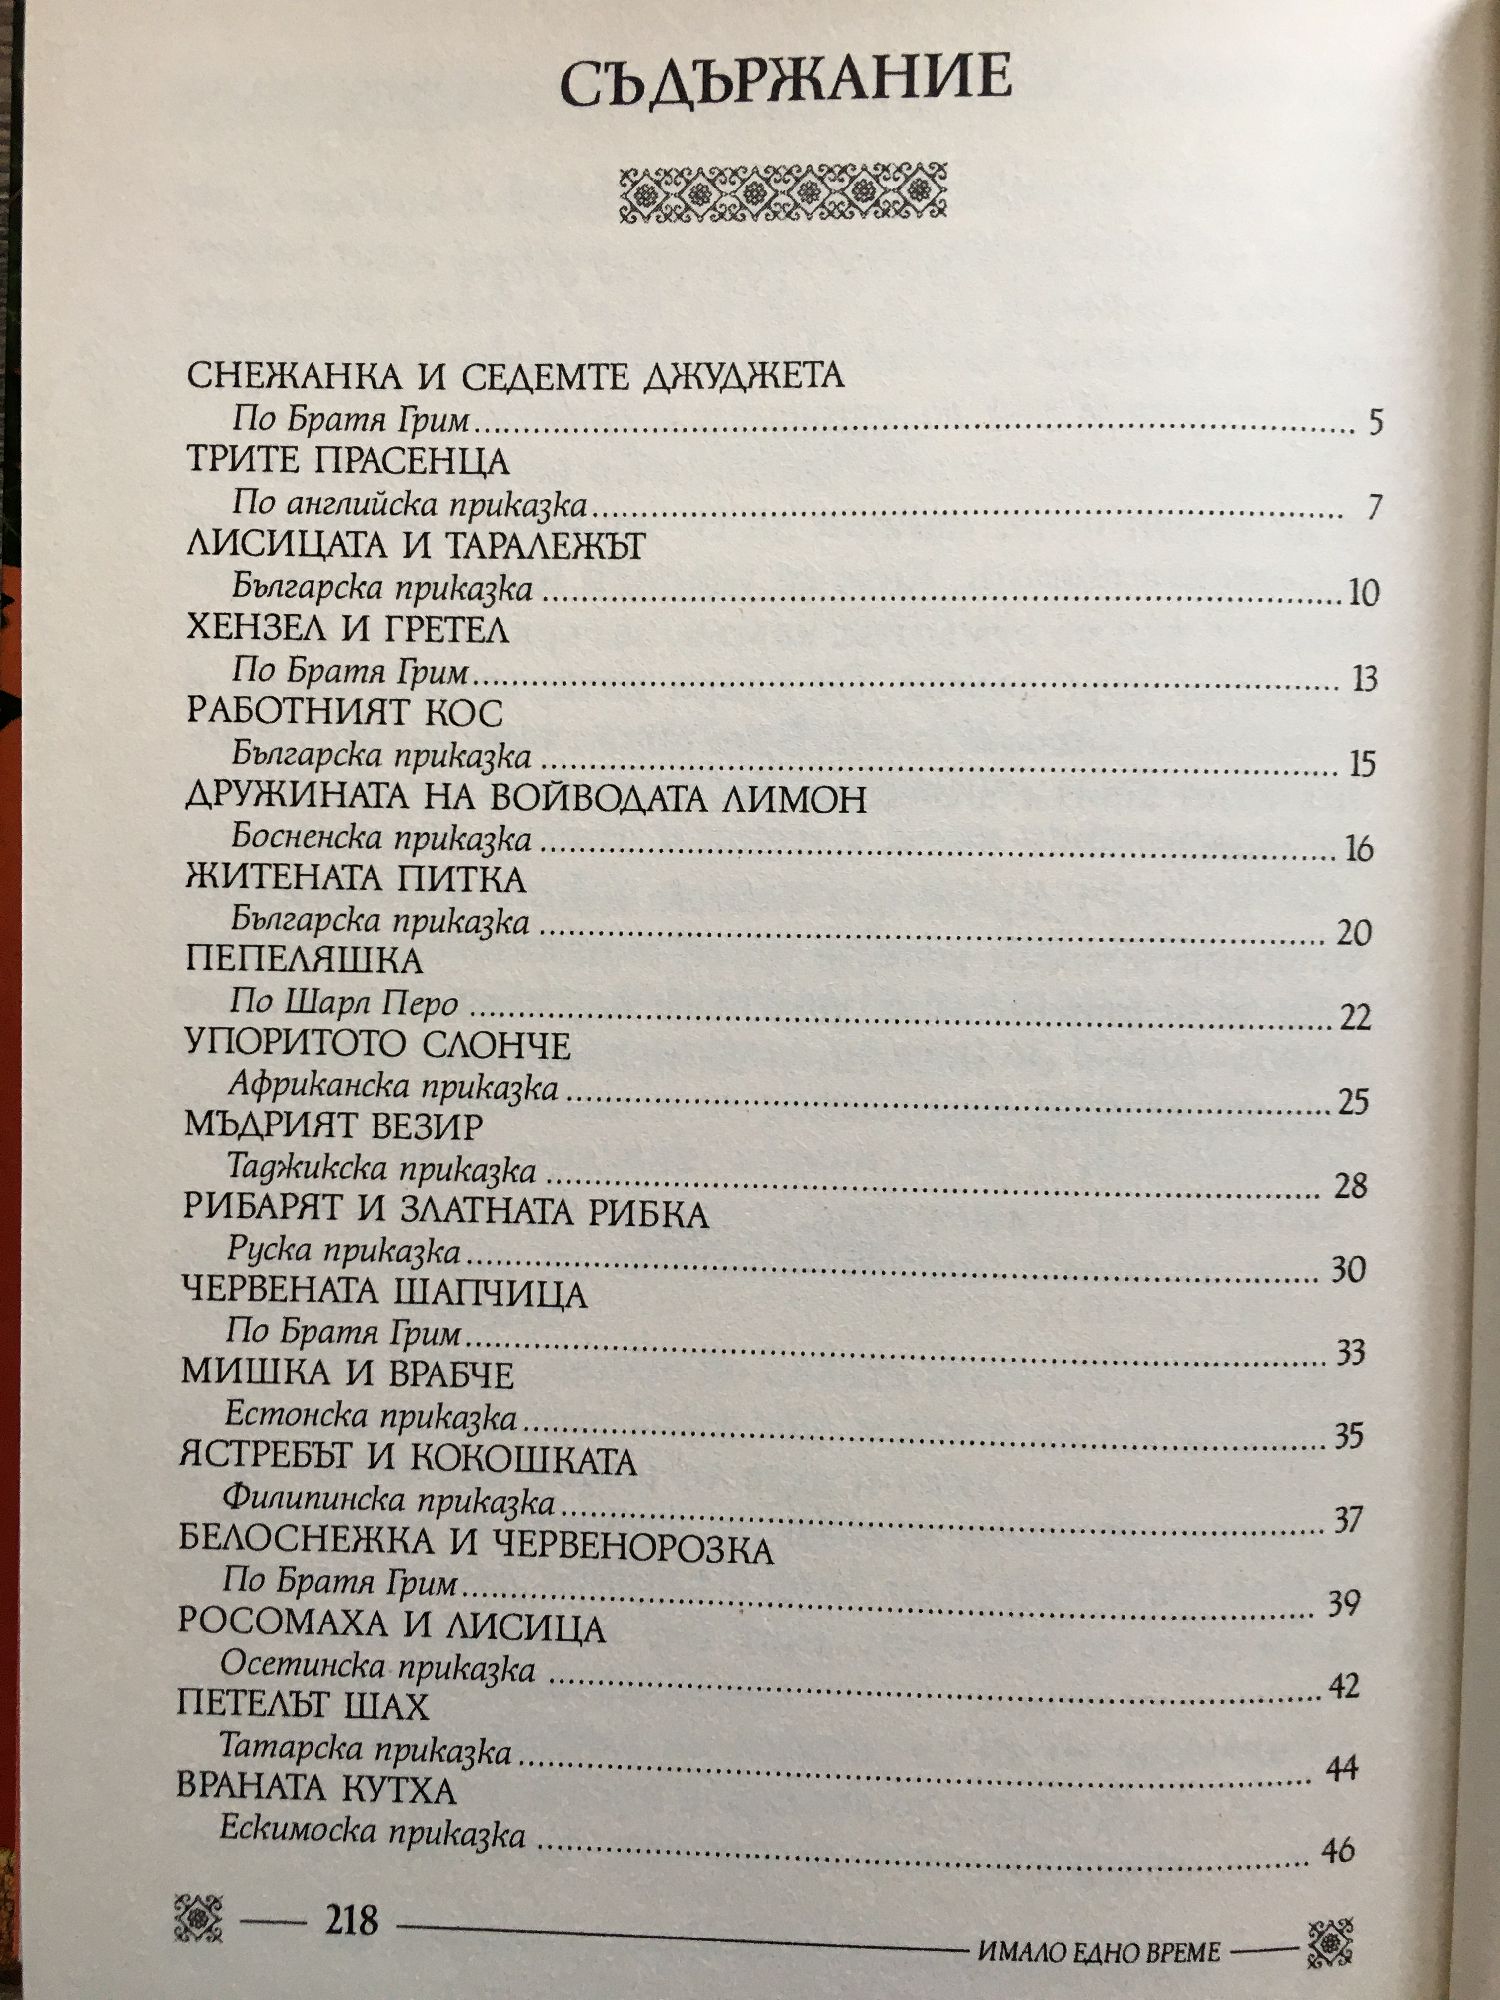 СЪДЪРЖАНИЕ
СНЕЖАНКА И СЕДЕМТЕ ДЖУДЖЕТА
По Братя Грим 5
ТРИТЕ ПРАСЕНЦА
По английска приказка 7
ЛИСИЦАТА И ТАРАЛЕЖЪТ
Българска приказка 10
ХЕНЗЕЛ И ГРЕТЕЛ
По Братя Грим 13
РАБОТНИЯТ КОС
Българска приказка 15
ДРУЖИНАТА НА ВОЙВОДАТА ЛИМОН
Босненска приказка 16
ЖИТЕНАТА ПИТКА
Българска приказка 20
ПЕПЕЛЯШКА
По Шарл Перо 22
УПОРИТОТО СЛОНЧЕ
Африканска приказка 25
МЪДРИЯТ ВЕЗИР
Таджикска приказка 28
РИБАРЯТ И ЗЛАТНАТА РИБКА
Руска приказка 30
ЧЕРВЕНАТА ШАПЧИЦА
По Братя Грим 33
МИШКА И ВРАБЧЕ
Естонска приказка 35
ЯСТРЕБЪТ И КОКОШКАТА
Филипинска приказка 37
БЕЛОСНЕЖКА И ЧЕРВЕНОРОЗКА
По Братя Грим 39
РОСОМАХА И ЛИСИЦА
Осетинска приказка 42
ПЕТЕЛЪТ ШАХ
Татарска приказка 44
ВРАНАТА КУТХА
Ескимоска приказка 46
218
ИМАЛО ЕДНО ВРЕМЕ